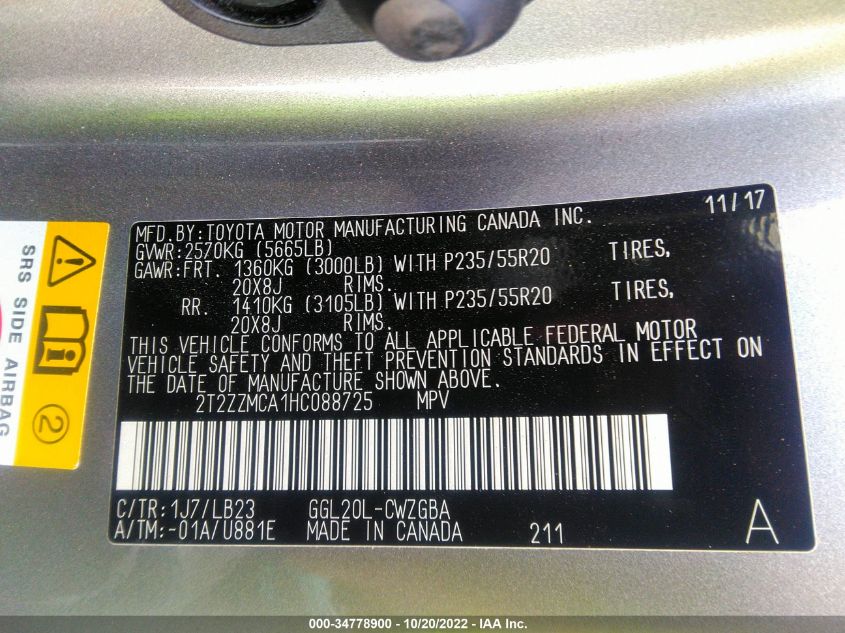 11/17
MFD.BY:TOYOTA MOTOR MANUFACTURING CANADA INC.
GVWR:2570KG (5665LB)
GAWR:FRT. 1360KG (3000LB) WITH P235/55R20 TIRES,
20X8J RIMS.
RR. 1410KG (3105LB) WITH P235/55R20 TIRES,
20X8J RIMS.
THIS VEHICLE CONFORMS TO ALL APPLICABLE FEDERAL MOTOR
VEHICLE SAFETY AND THEFT PREVENTION STANDARDS IN EFFECT ON
THE DATE OF MANUFACTURE SHOWN ABOVE.
2T2ZZMCA1HC088725 MPV
C/TR:1J7/LB23 GGL20L-CWZGBA
A/TM:-01A/U881E MADE IN CANADA 211 A
SRS SIDE AIRBAG
2
000-34778900 - 10/20/2022 - IAA Inc.